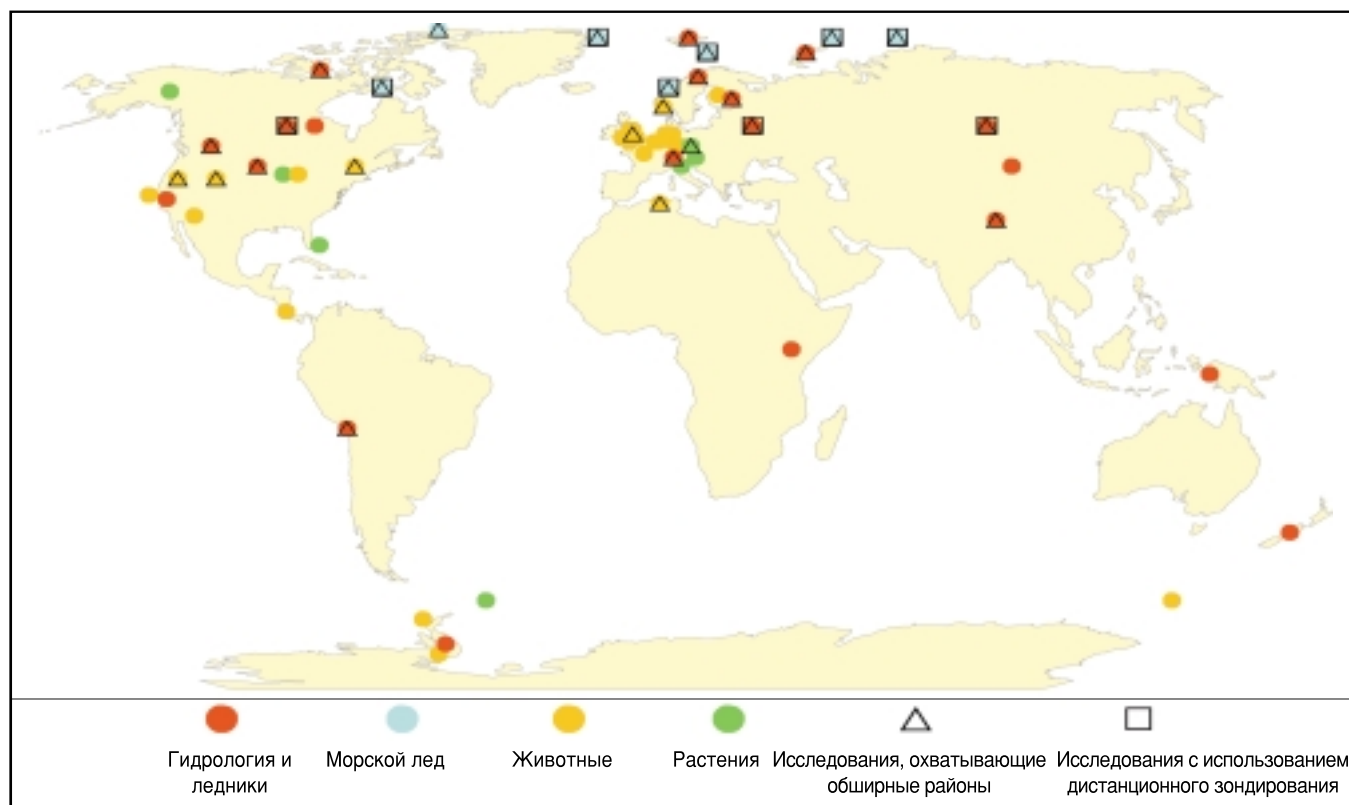 Гидрология и
ледники
Морской лед
Животные
Растения
Исследования, охватывающие
обширные районы
Исследования с использованием
дистанционного зондирования